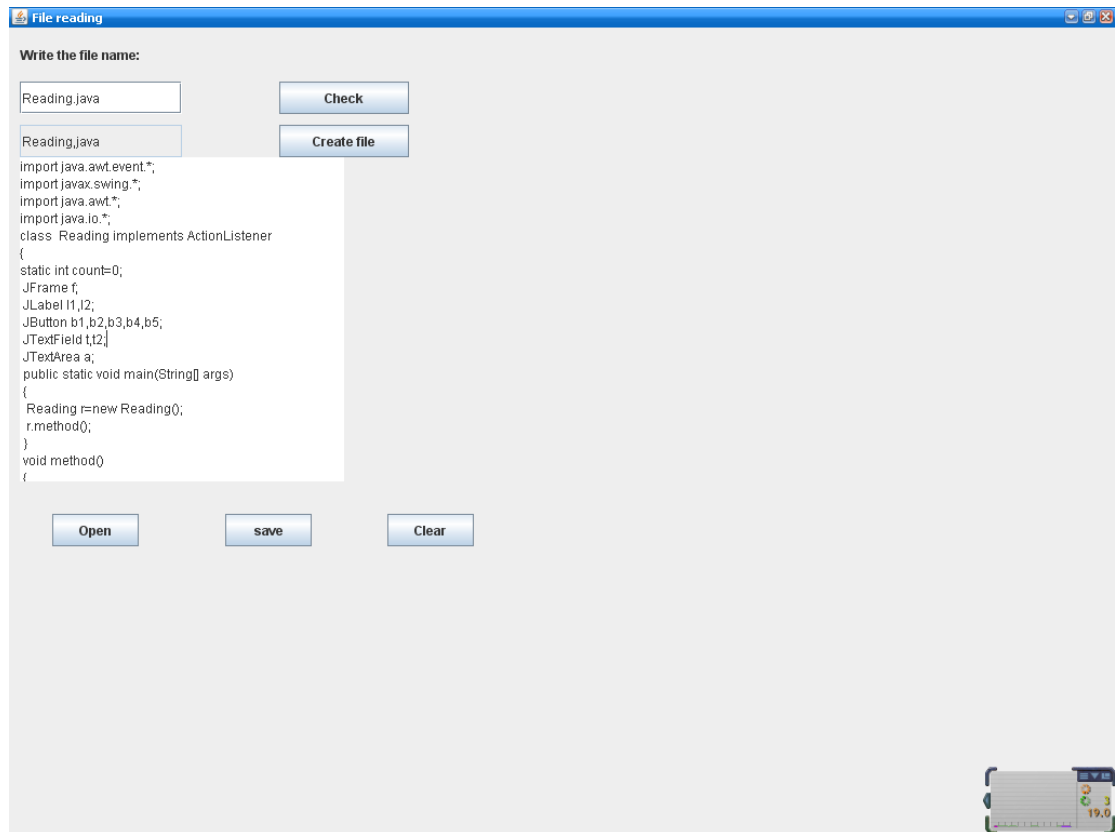 File reading
Write the file name:
Reading.java
Check
Reading,java
Create file
import java.awt.event.*;
import javax.swing.*;
import java.awt.*;
import java.io.*;
class  Reading implements ActionListener
{
static int count=0;
JFrame f;
JLabel l1,l2;
JButton b1,b2,b3,b4,b5;
JTextField t,t2;
JTextArea a;
public static void main(String[] args)
{
Reading r=new Reading();
r.method();
}
void method()
{
Open
save
Clear
3
19.0